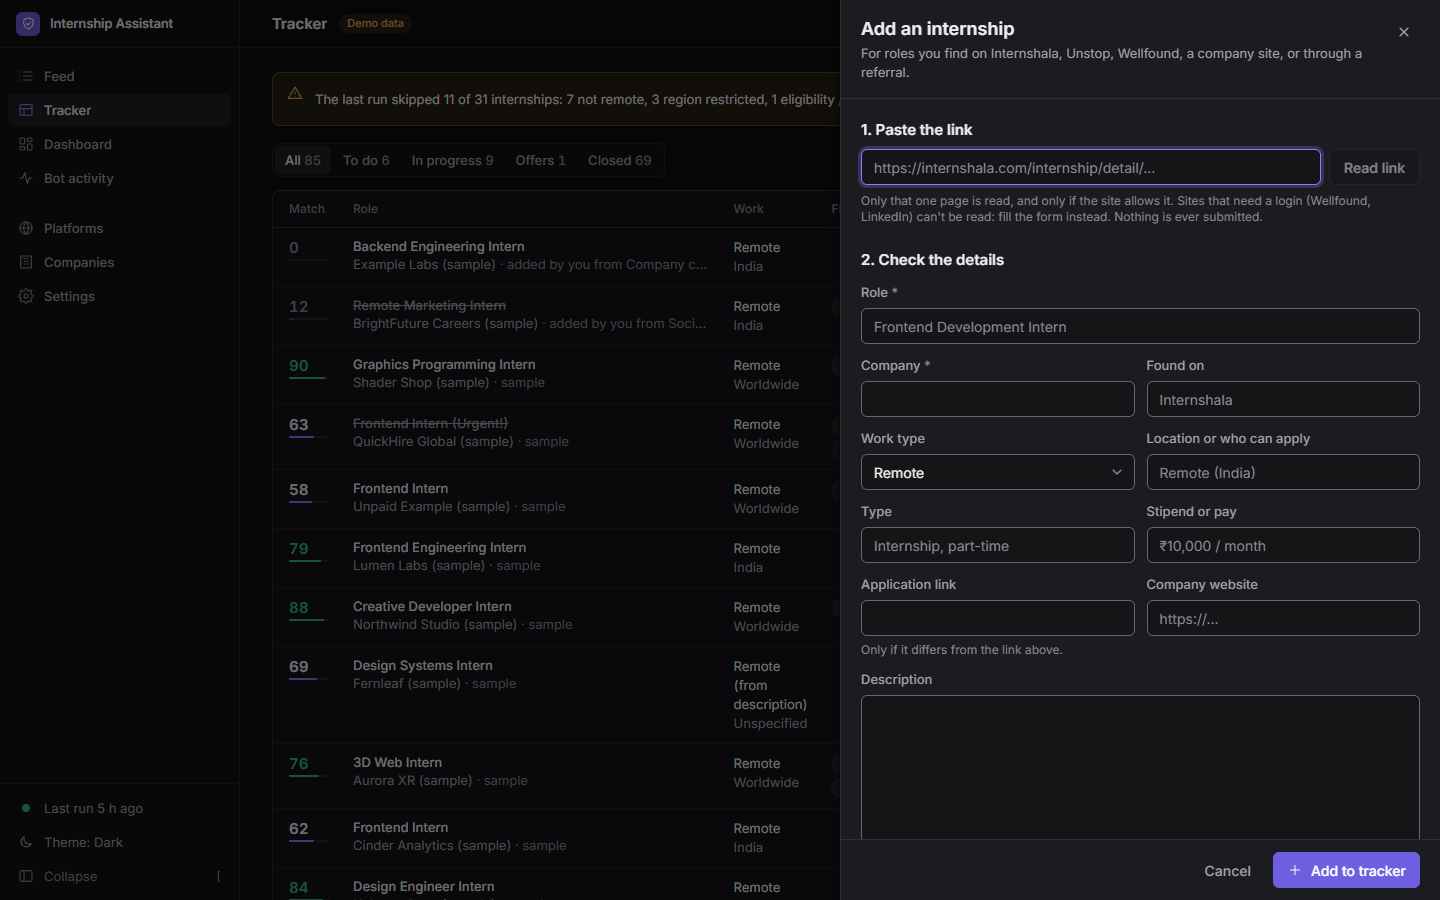 Internship Assistant
Feed
Tracker
Dashboard
Bot activity
Platforms
Companies
Settings
Last run 5 h ago
Theme: Dark
Collapse [
Tracker Demo data
The last run skipped 11 of 31 internships: 7 not remote, 3 region restricted, 1 eligibility
All 85 To do 6 In progress 9 Offers 1 Closed 69
Match Role Work
0 Backend Engineering Intern Remote
Example Labs (sample) · added by you from Company c... India
12 Remote Marketing Intern Remote
BrightFuture Careers (sample) · added by you from Soci... India
90 Graphics Programming Intern Remote
Shader Shop (sample) · sample Worldwide
63 Frontend Intern (Urgent!) Remote
QuickHire Global (sample) · sample Worldwide
58 Frontend Intern Remote
Unpaid Example (sample) · sample Worldwide
79 Frontend Engineering Intern Remote
Lumen Labs (sample) · sample India
88 Creative Developer Intern Remote
Northwind Studio (sample) · sample Worldwide
69 Design Systems Intern Remote
Fernleaf (sample) · sample (from
description)
Unspecified
76 3D Web Intern Remote
Aurora XR (sample) · sample Worldwide
62 Frontend Intern Remote
Cinder Analytics (sample) · sample India
84 Design Engineer Intern Remote
Add an internship
For roles you find on Internshala, Unstop, Wellfound, a company site, or through a
referral.
1. Paste the link
https://internshala.com/internship/detail/... Read link
Only that one page is read, and only if the site allows it. Sites that need a login (Wellfound,
LinkedIn) can't be read: fill the form instead. Nothing is ever submitted.
2. Check the details
Role *
Frontend Development Intern
Company * Found on
Internshala
Work type Location or who can apply
Remote Remote (India)
Type Stipend or pay
Internship, part-time ₹10,000 / month
Application link Company website
https://...
Only if it differs from the link above.
Description
Cancel + Add to tracker